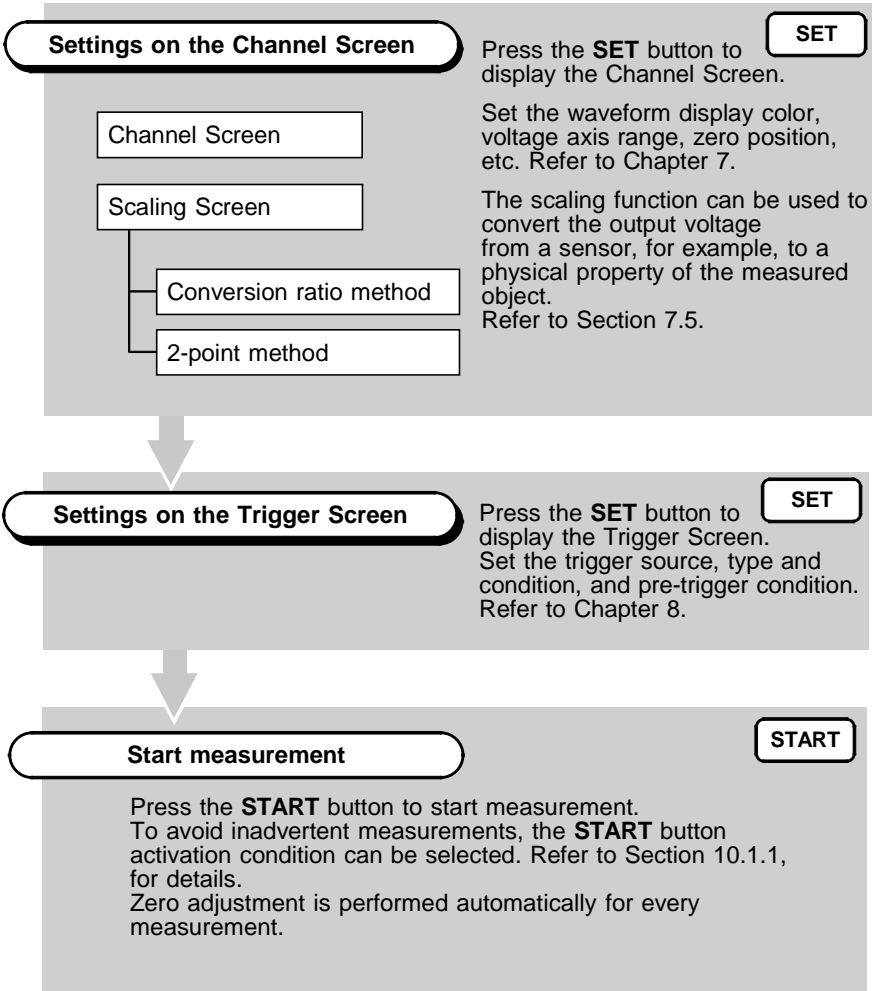 Settings on the Channel Screen
Press the SET button to
SET
display the Channel Screen.
Set the waveform display color,
voltage axis range, zero position,
etc. Refer to Chapter 7.
Channel Screen
Scaling Screen
The scaling function can be used to
convert the output voltage
from a sensor, for example, to a
physical property of the measured
object.
Refer to Section 7.5.
Conversion ratio method
2-point method
Settings on the Trigger Screen
Press the SET button to
SET
display the Trigger Screen.
Set the trigger source, type and
condition, and pre-trigger condition.
Refer to Chapter 8.
Start measurement
START
Press the START button to start measurement.
To avoid inadvertent measurements, the START button
activation condition can be selected. Refer to Section 10.1.1,
for details.
Zero adjustment is performed automatically for every
measurement.